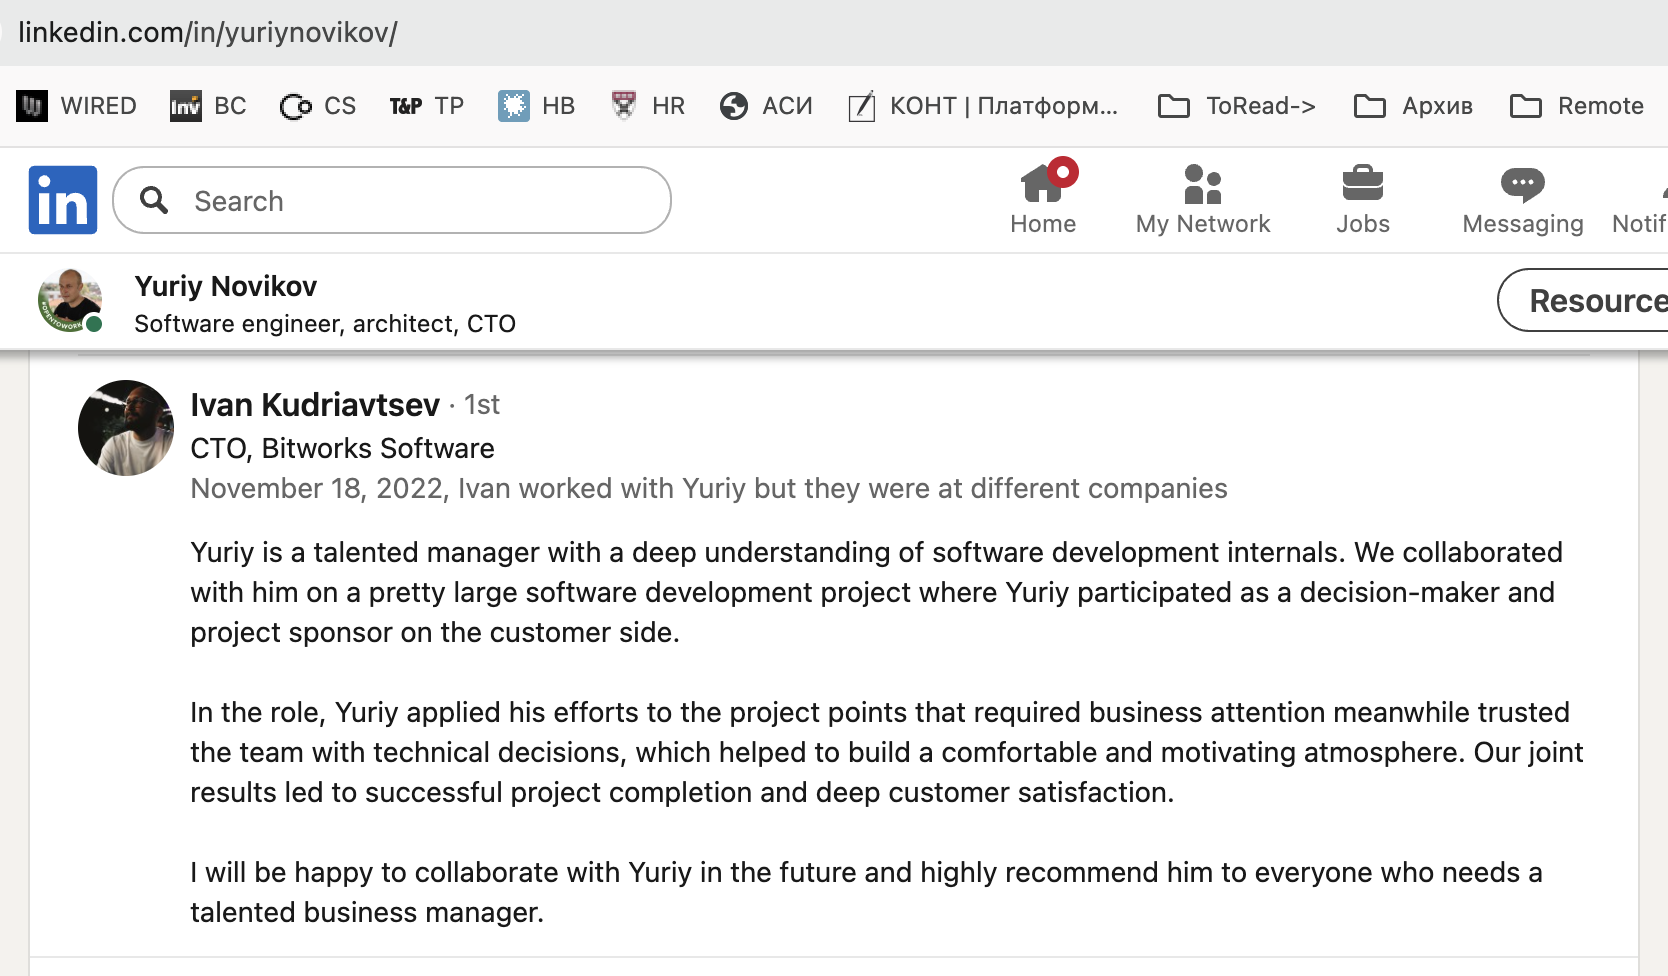 linkedin.com/in/yuriynovikov/
WIRED Inv BC CS T&P TP HB HR АСИ КОНТ | Платформ... ToRead-> Архив Remote
in Search Home My Network Jobs Messaging Notif
Yuriy Novikov
Software engineer, architect, CTO
#OPENTOWORK
Resource
Ivan Kudriavtsev · 1st
CTO, Bitworks Software
November 18, 2022, Ivan worked with Yuriy but they were at different companies
Yuriy is a talented manager with a deep understanding of software development internals. We collaborated
with him on a pretty large software development project where Yuriy participated as a decision-maker and
project sponsor on the customer side.
In the role, Yuriy applied his efforts to the project points that required business attention meanwhile trusted
the team with technical decisions, which helped to build a comfortable and motivating atmosphere. Our joint
results led to successful project completion and deep customer satisfaction.
I will be happy to collaborate with Yuriy in the future and highly recommend him to everyone who needs a
talented business manager.